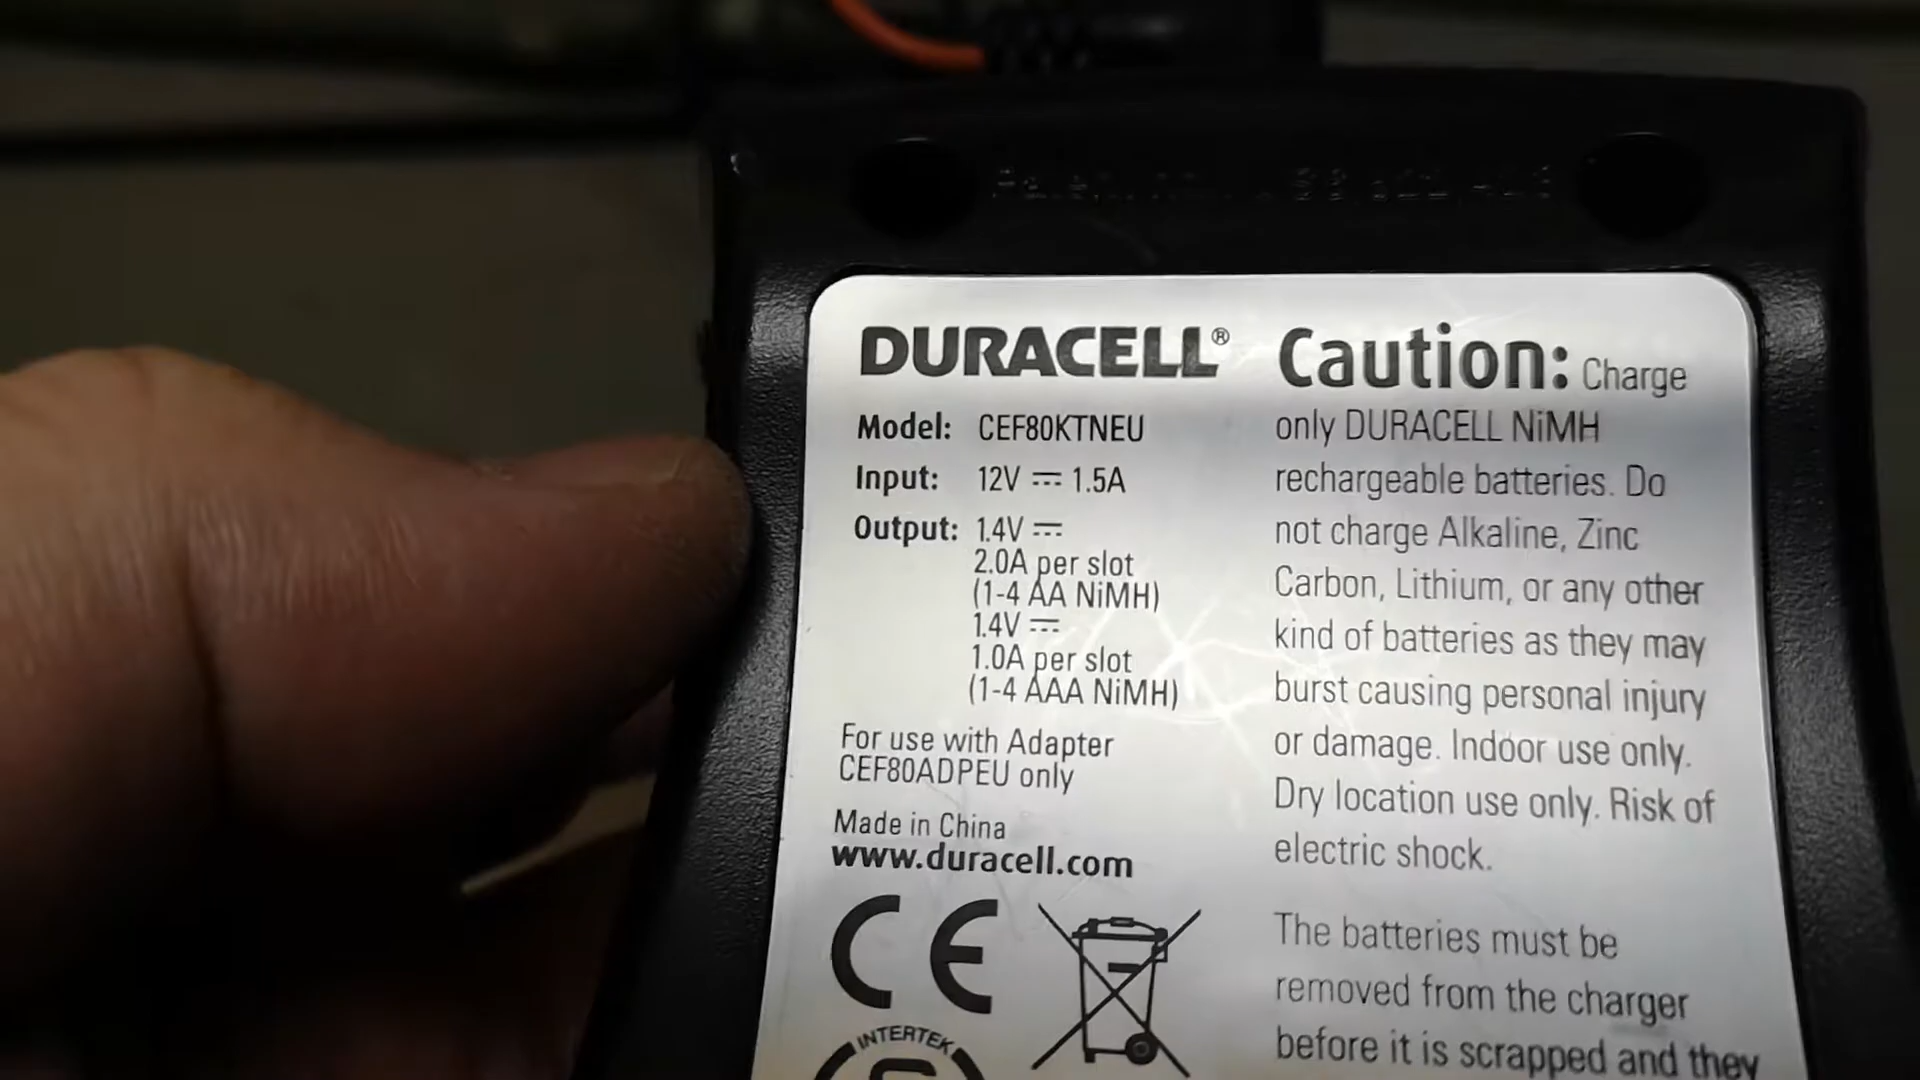 DURACELL®
Model: CEF80KTNEU
Input: 12V ⎓ 1.5A
Output: 1.4V ⎓
2.0A per slot
(1-4 AA NiMH)
1.4V ⎓
1.0A per slot
(1-4 AAA NiMH)
For use with Adapter
CEF80ADPEU only
Made in China
www.duracell.com
CE
INTERTEK
Caution: Charge
only DURACELL NiMH
rechargeable batteries. Do
not charge Alkaline, Zinc
Carbon, Lithium, or any other
kind of batteries as they may
burst causing personal injury
or damage. Indoor use only.
Dry location use only. Risk of
electric shock.
The batteries must be
removed from the charger
before it is scrapped and they